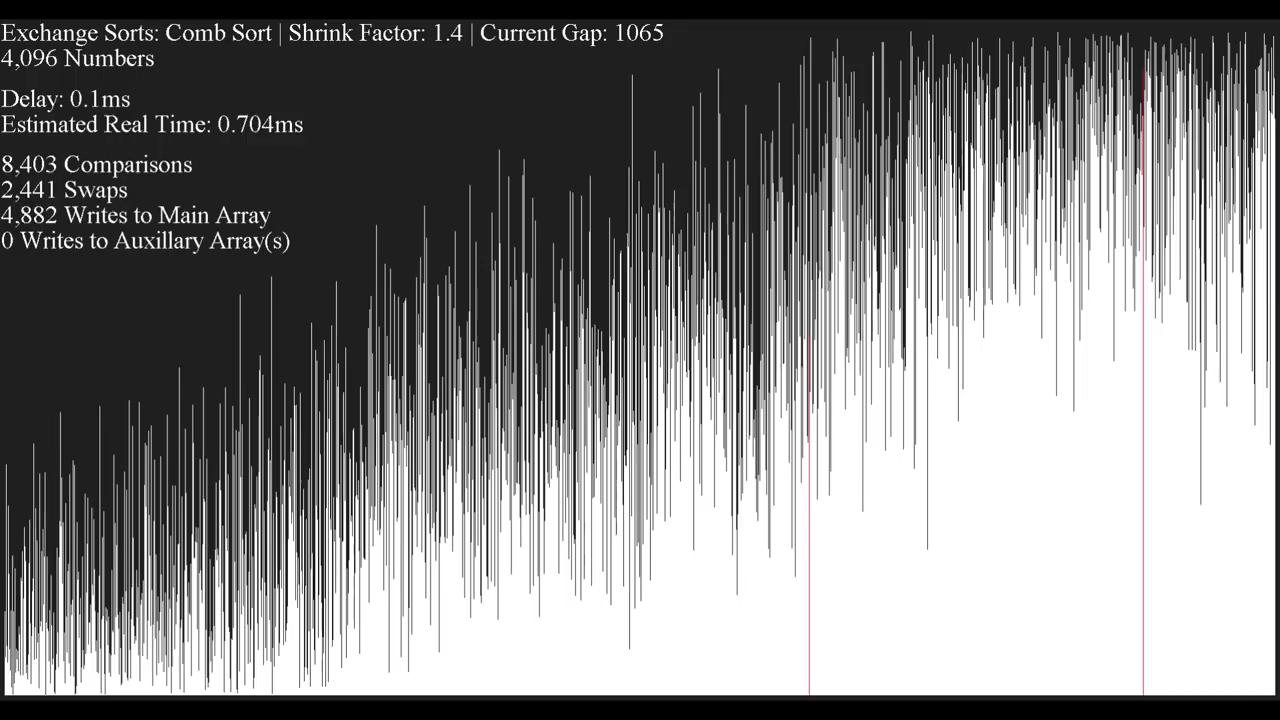 Exchange Sorts: Comb Sort | Shrink Factor: 1.4 | Current Gap: 1065
4,096 Numbers
Delay: 0.1ms
Estimated Real Time: 0.704ms
8,403 Comparisons
2,441 Swaps
4,882 Writes to Main Array
0 Writes to Auxillary Array(s)